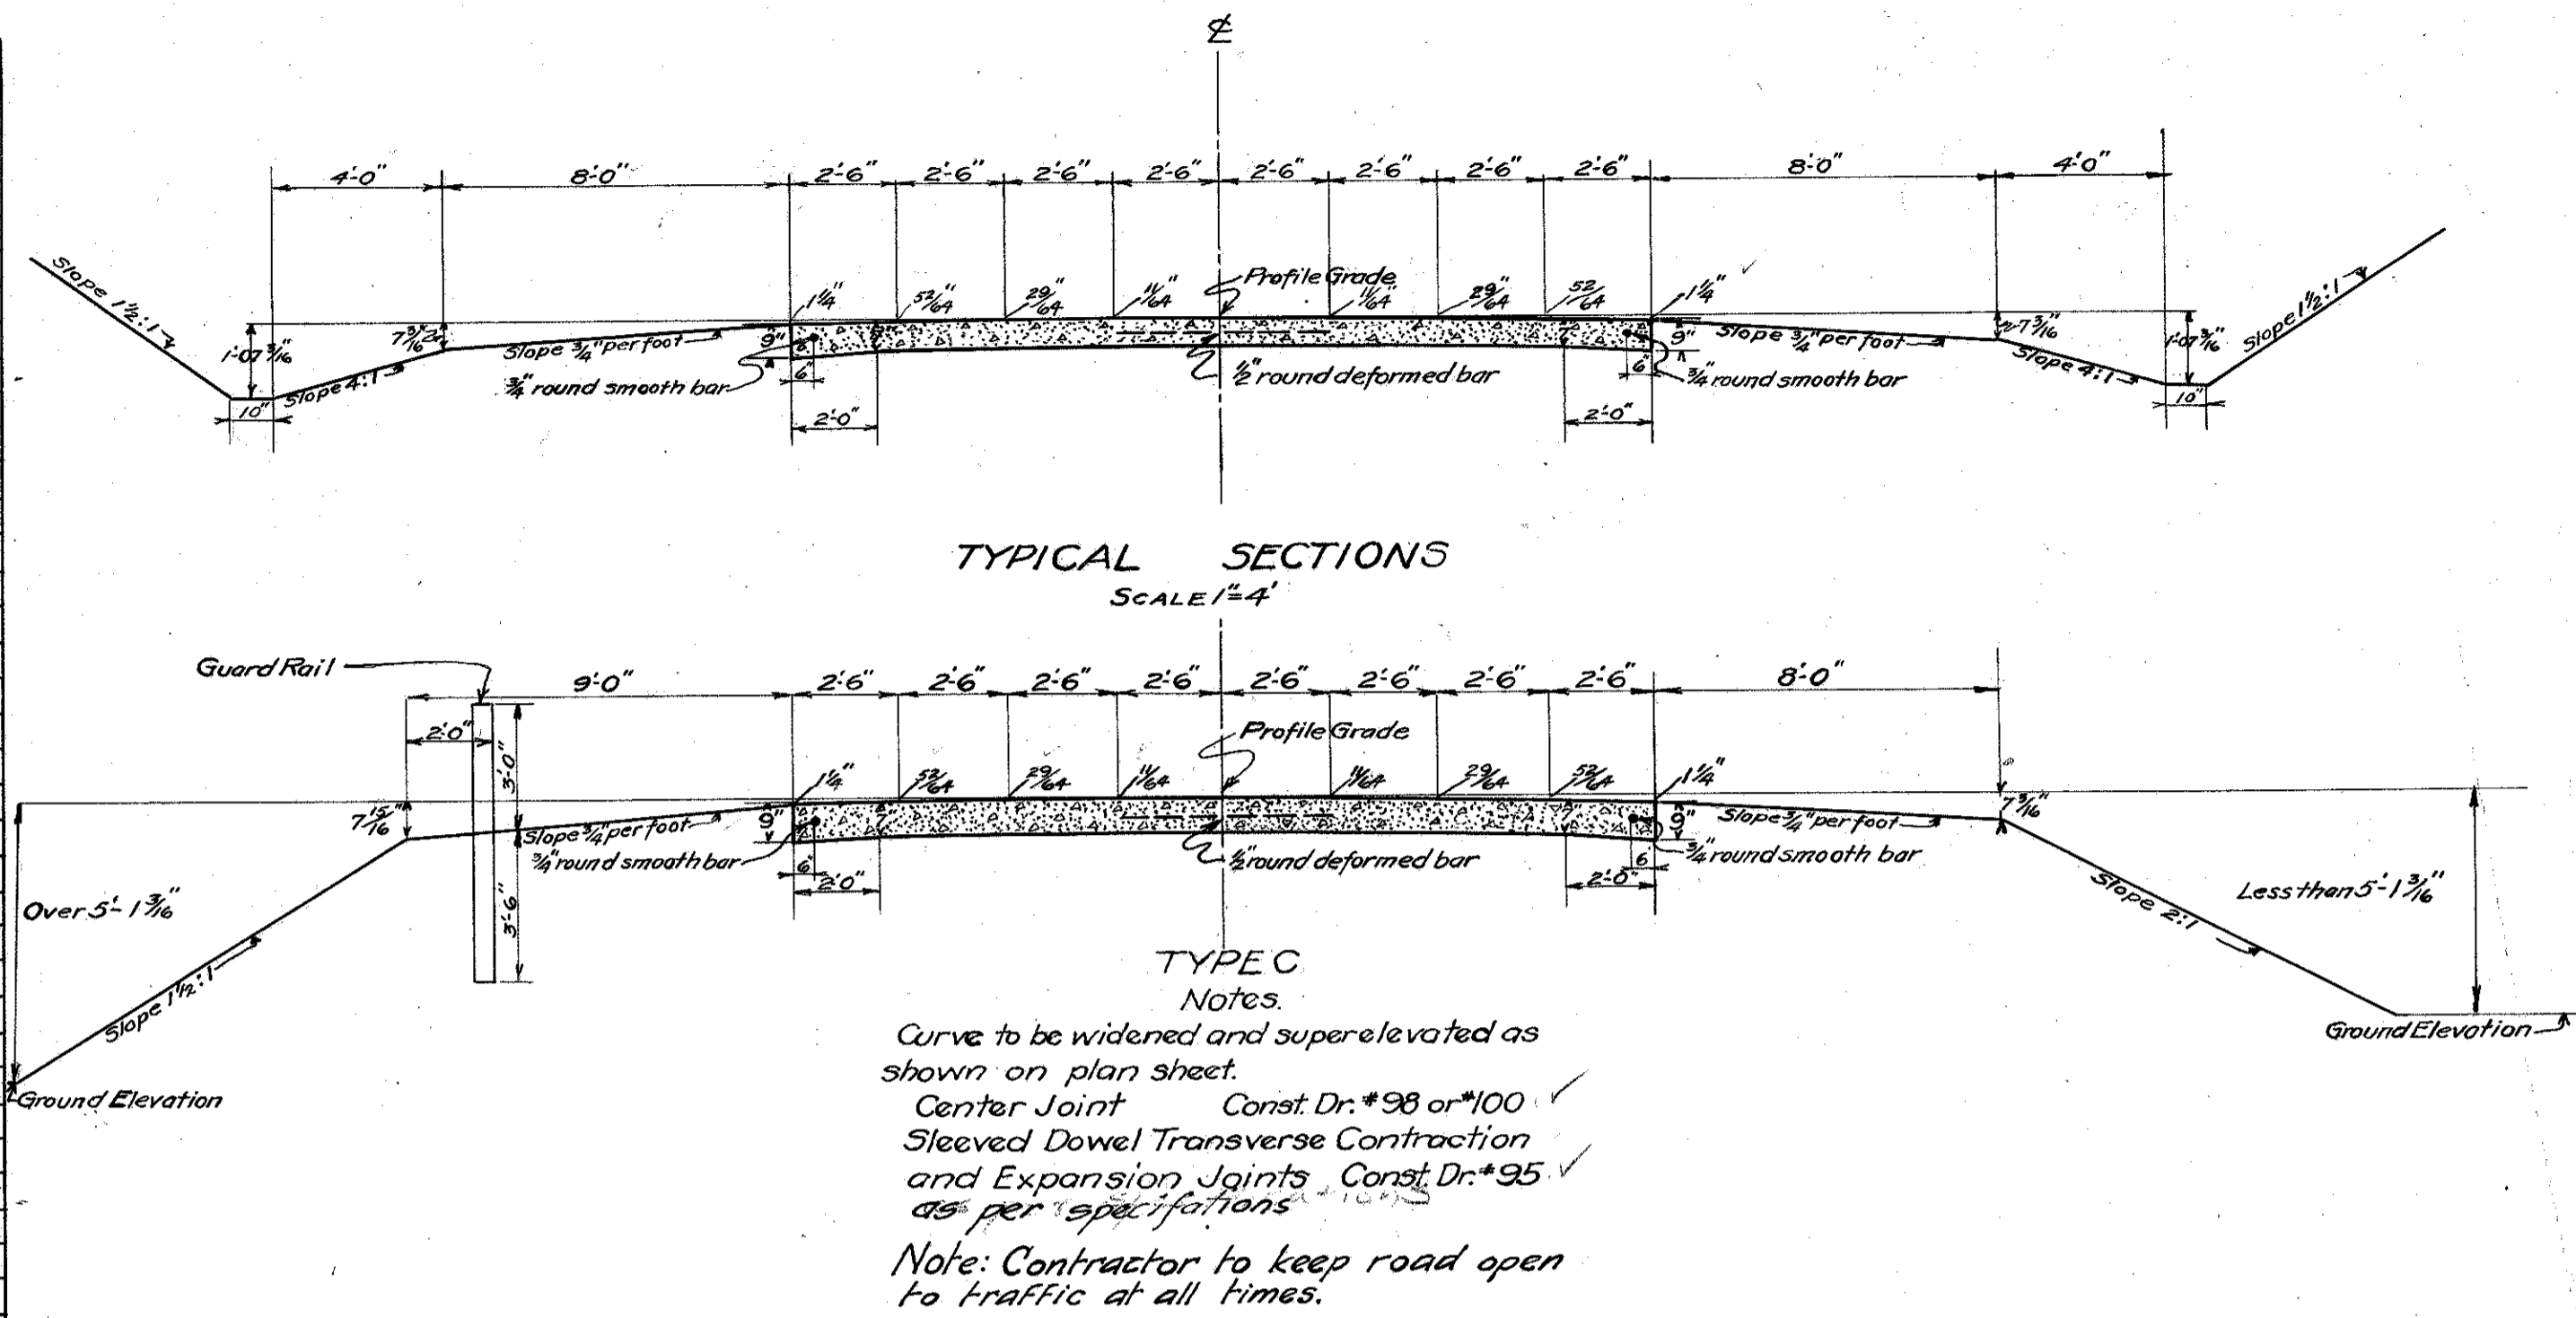 ℄
4'-0" 8'-0" 2'-6" 2'-6" 2'-6" 2'-6" 2'-6" 2'-6" 2'-6" 2'-6" 8'-0" 4'-0"
Profile Grade
1¼" 52/64" 29/64" 11/64" 11/64" 29/64" 52/64 1¼"
Slope 1½:1 1'-07 3/16" 7 3/16" Slope ¾" per foot 9" 7" 7" 9" Slope ¾" per foot 7 3/16" 1'-07 3/16" Slope 1½:1
10" Slope 4:1 ¾" round smooth bar 6" ½" round deformed bar 6" ¾" round smooth bar Slope 4:1 10"
2'-0" 2'-0"
TYPICAL SECTIONS
SCALE 1"=4'
Guard Rail
9'-0" 2'-6" 2'-6" 2'-6" 2'-6" 2'-6" 2'-6" 2'-6" 2'-6" 8'-0"
2'-0" 3'-0" Profile Grade
1¼" 52/64" 29/64" 11/64" 11/64" 29/64" 52/64" 1¼"
7 15/16" Slope ¾" per foot 9" 7" 7" 9" Slope ¾" per foot 7 3/16"
¾" round smooth bar 6" ½" round deformed bar 6" ¾" round smooth bar
2'-0" 2'-0"
Over 5'-1 3/16" 3'-6" Slope 2:1 Less than 5'-1 3/16"
Slope 1½:1
Ground Elevation
Ground Elevation
TYPE C
Notes.
Curve to be widened and superelevated as
shown on plan sheet.
Center Joint Const. Dr. #98 or #100 ✓
Sleeved Dowel Transverse Contraction
and Expansion Joints Const. Dr. #95 ✓
as per specifations
Note: Contractor to keep road open
to traffic at all times.